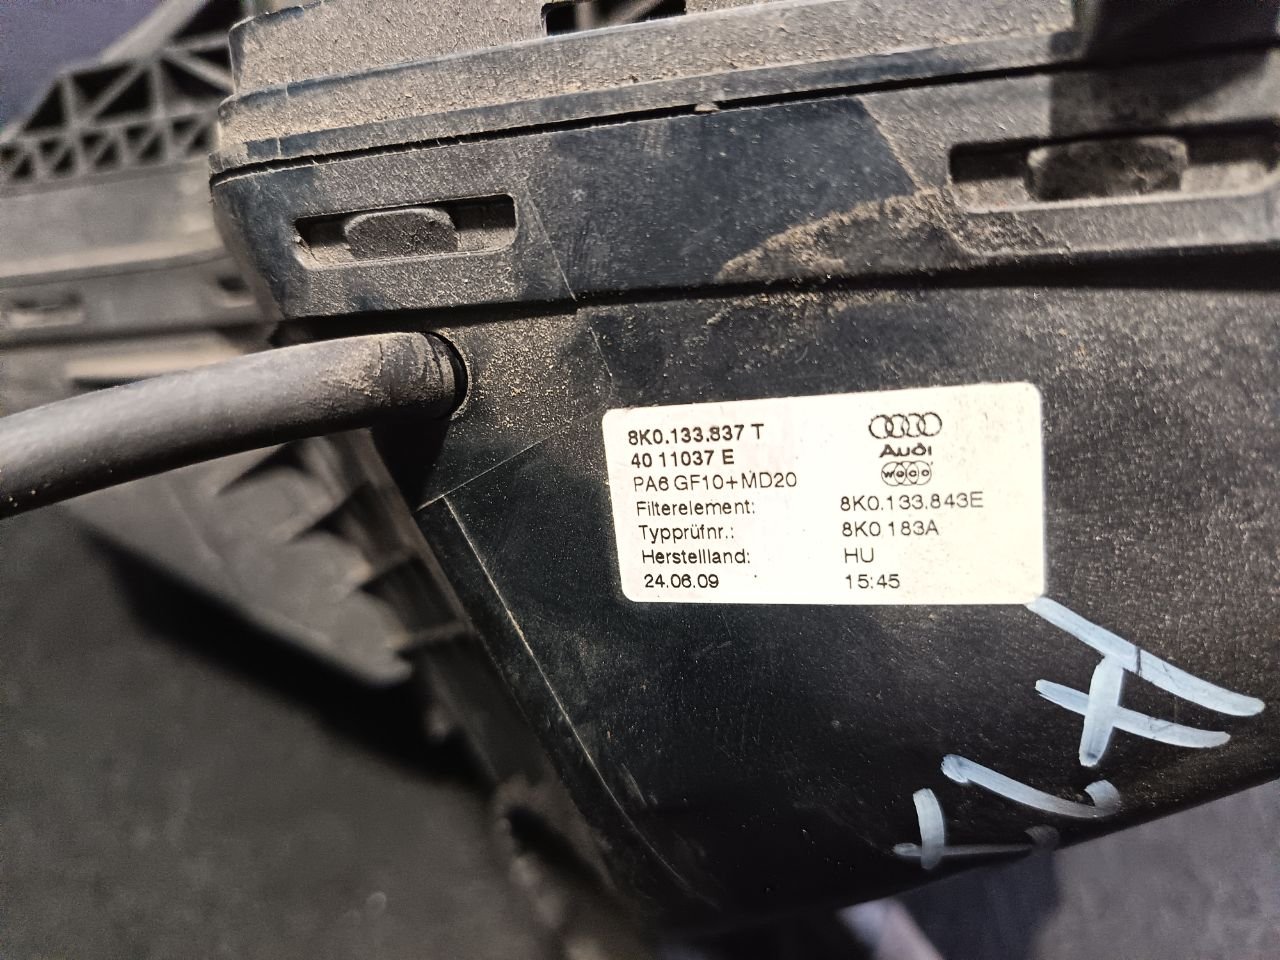 8K0.133.837 T
40 11037 E
Audi
PA6 GF10+MD20
woco
Filterelement: 8K0.133.843E
Typprüfnr.: 8K0 183A
Herstellland: HU
24.06.09 15:45